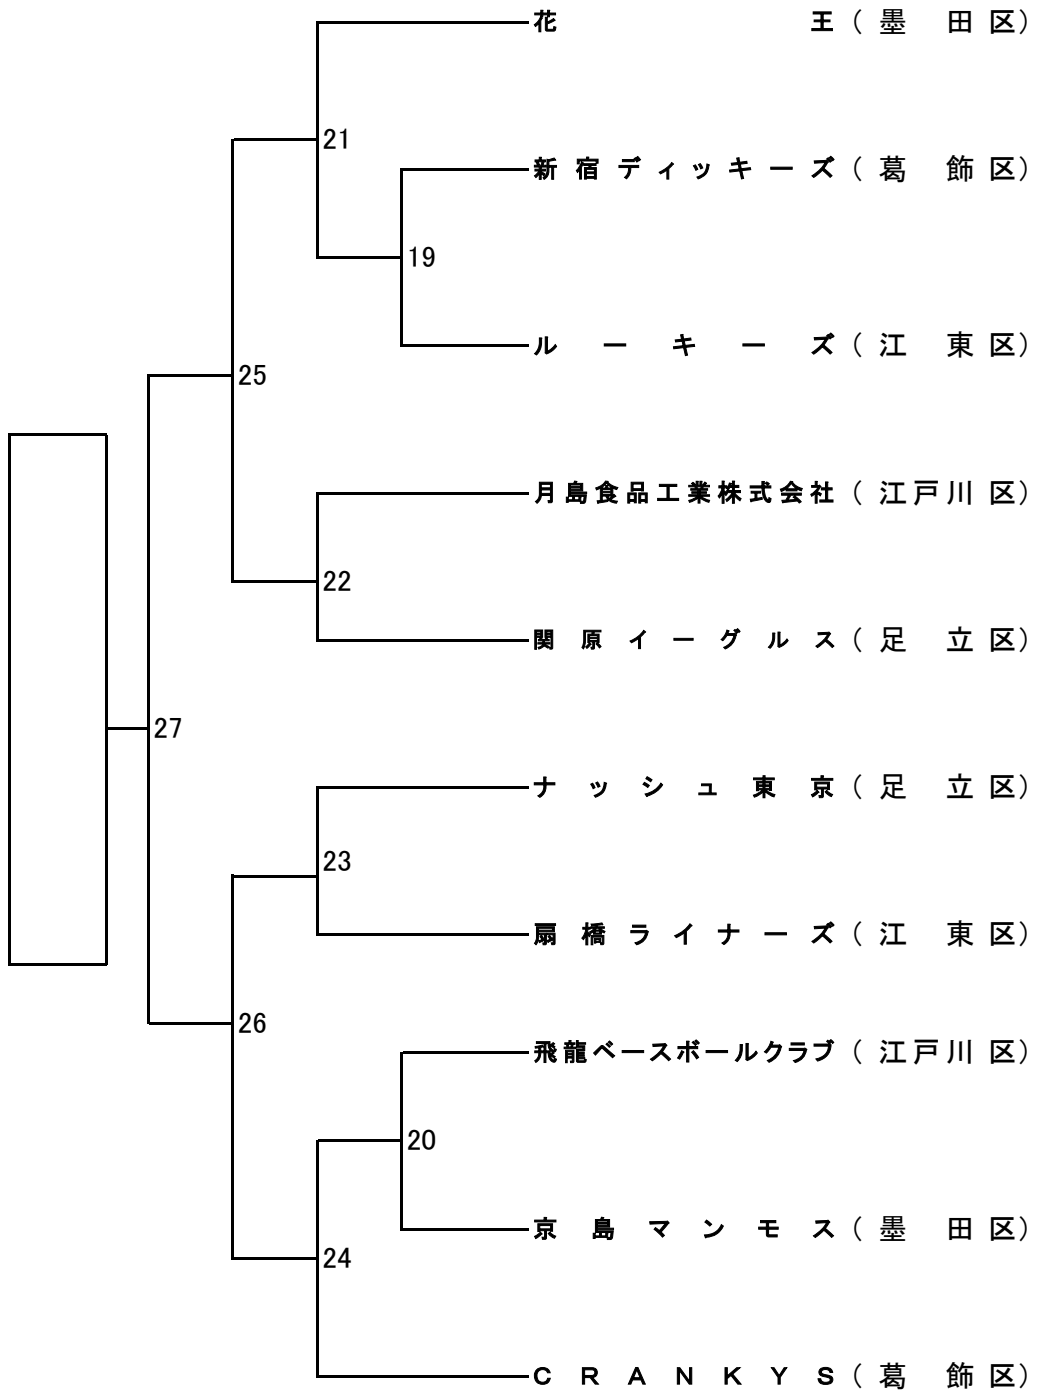 花王(墨田区)
21
新宿ディッキーズ(葛飾区)
19
ルーキーズ(江東区)
25
月島食品工業株式会社(江戸川区)
22
関原イーグルス(足立区)
27
ナッシュ東京(足立区)
23
扇橋ライナーズ(江東区)
26
飛龍ベースボールクラブ(江戸川区)
20
京島マンモス(墨田区)
24
CRANKYS(葛飾区)